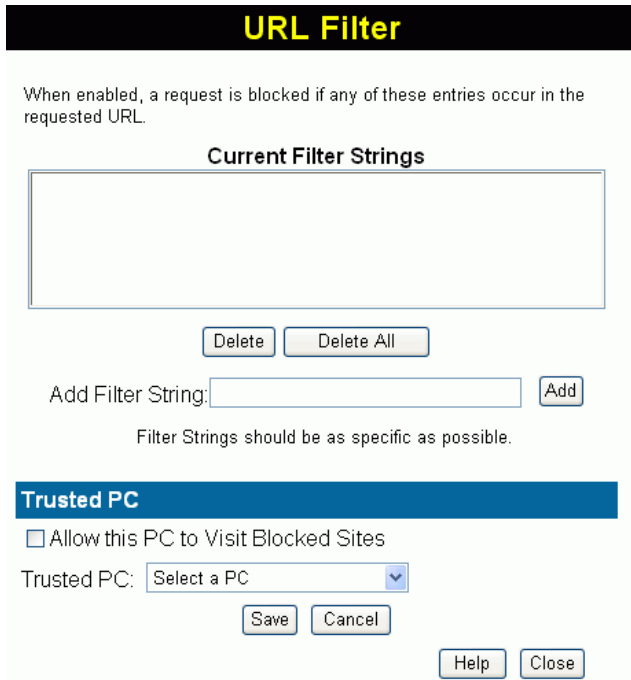 URL Filter
When enabled, a request is blocked if any of these entries occur in the
requested URL.
Current Filter Strings
Delete Delete All
Add Filter String: Add
Filter Strings should be as specific as possible.
Trusted PC
Allow this PC to Visit Blocked Sites
Trusted PC: Select a PC
Save Cancel
Help Close